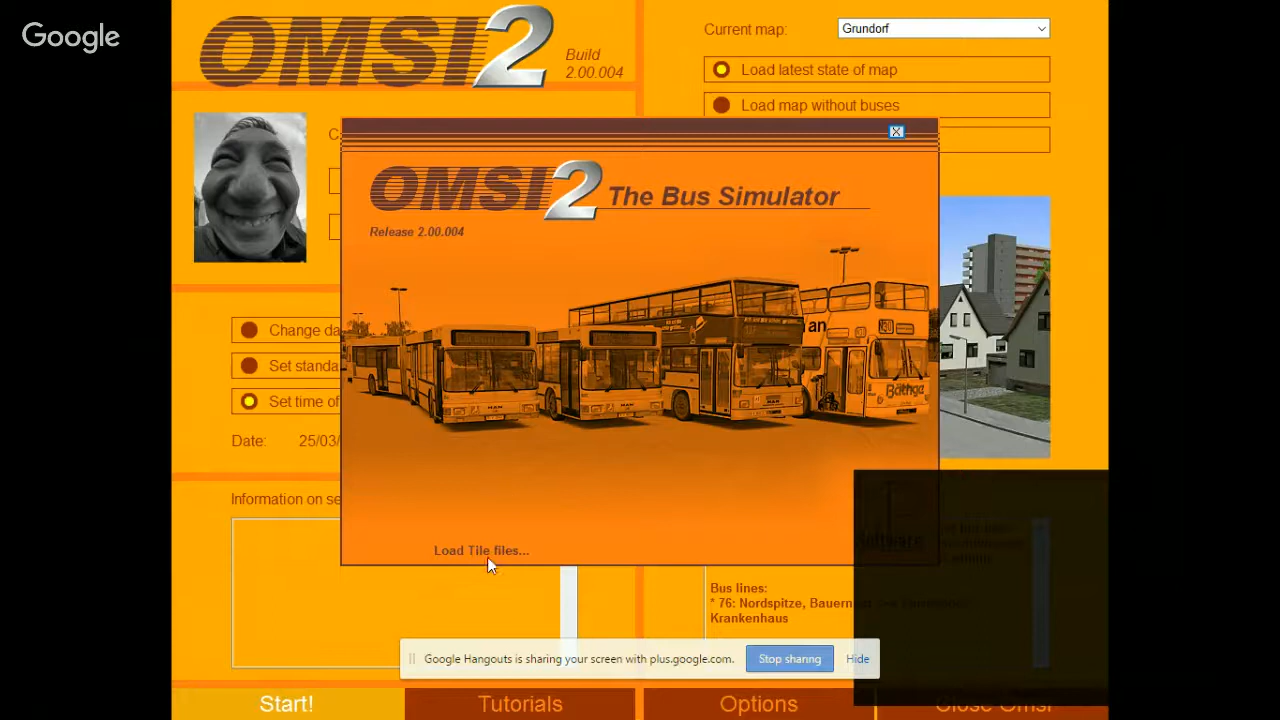 Google
OMSI 2
Build
2.00.004
Current map:
Grundorf
Load latest state of map
Load map without buses
OMSI 2 The Bus Simulator
Release 2.00.004
Change da
Set standa
Set time of
Date: 25/03/
Information on se
Load Tile files...
Software
Bus lines:
* 76: Nordspitze, Bauern
Krankenhaus
Google Hangouts is sharing your screen with plus.google.com.
Stop sharing
Hide
Start!
Tutorials
Options
Close Omsi